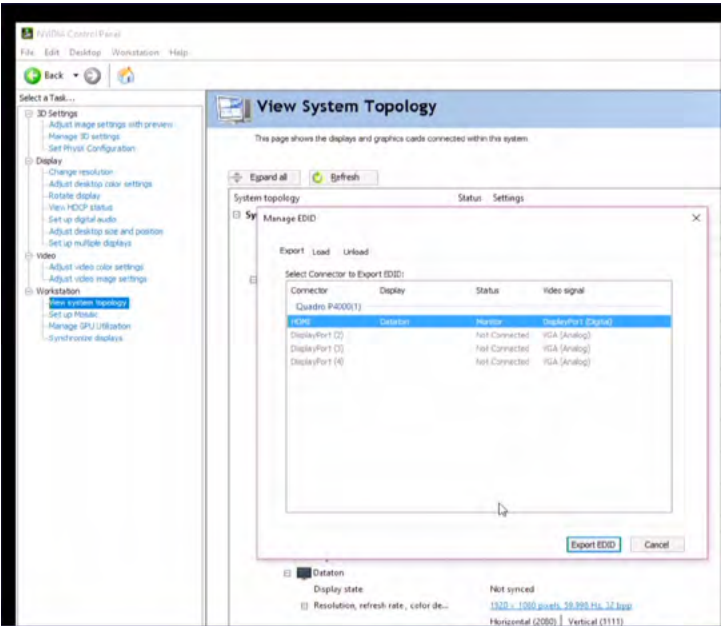 NVIDIA Control Panel
File Edit Desktop Workstation Help
Back
Select a Task...
3D Settings
Adjust image settings with preview
Manage 3D settings
Set PhysX Configuration
Display
Change resolution
Adjust desktop color settings
Rotate display
View HDCP status
Set up digital audio
Adjust desktop size and position
Set up multiple displays
Video
Adjust video color settings
Adjust video image settings
Workstation
View system topology
Set up Mosaic
Manage GPU Utilization
Synchronize displays
View System Topology
This page shows the displays and graphics cards connected within this system.
Expand all Refresh
System topology Status Settings
Sy
Manage EDID
Export Load Unload
Select Connector to Export EDID:
Connector Display Status Video signal
Quadro P4000(1)
HDMI Dataton Monitor DisplayPort (Digital)
DisplayPort (2) Not Connected VGA (Analog)
DisplayPort (3) Not Connected VGA (Analog)
DisplayPort (4) Not Connected VGA (Analog)
Export EDID Cancel
Dataton
Display state Not synced
Resolution, refresh rate, color de... 1920 x 1080 pixels, 59.998 Hz, 32 bpp
Horizontal (2080) Vertical (1111)